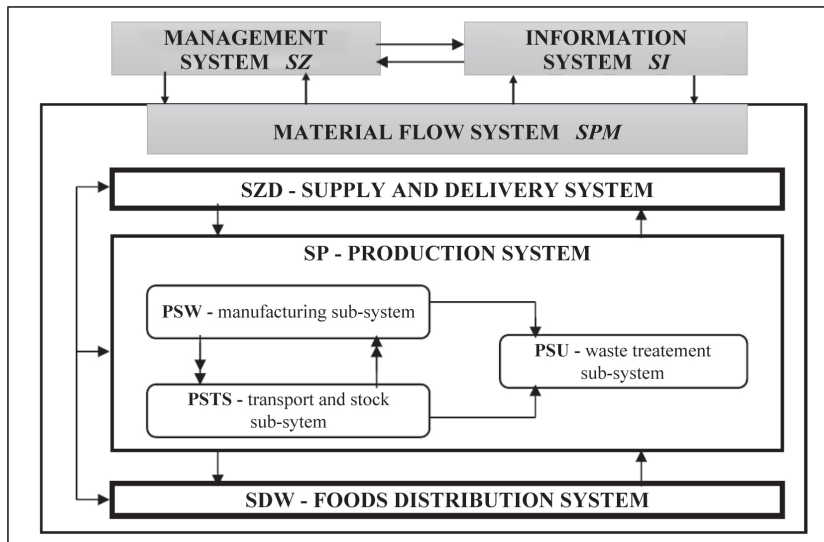 MANAGEMENT
SYSTEM SZ
INFORMATION
SYSTEM SI
MATERIAL FLOW SYSTEM SPM
SZD - SUPPLY AND DELIVERY SYSTEM
SP - PRODUCTION SYSTEM
PSW - manufacturing sub-system
PSU - waste treatement
sub-system
PSTS - transport and stock
sub-sytem
SDW - FOODS DISTRIBUTION SYSTEM